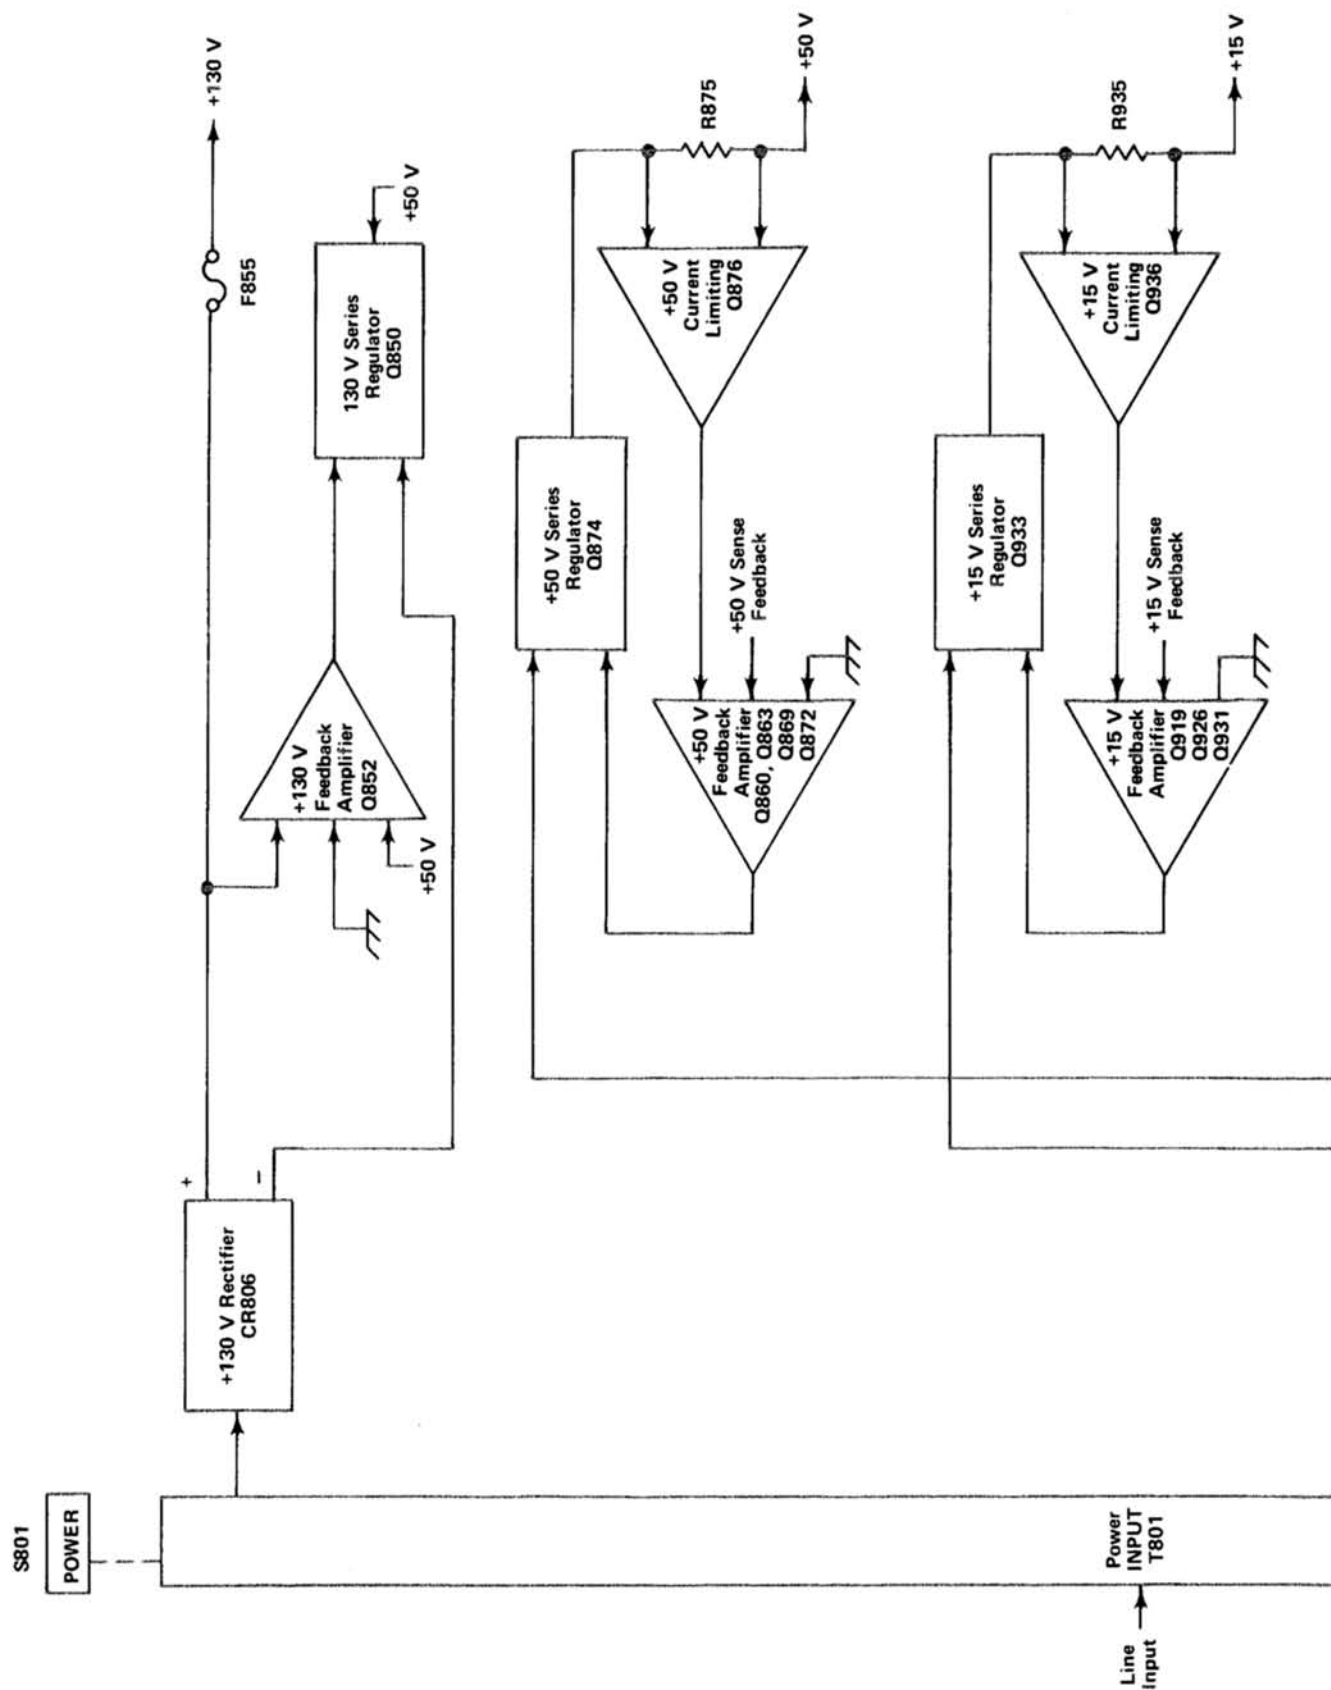 S801
POWER
Line
Input
Power
INPUT
T801
+130 V Rectifier
CR806
+
−
+130 V
Feedback
Amplifier
Q852
+50 V
130 V Series
Regulator
Q850
+50 V
F855
+130 V
+50 V Series
Regulator
Q874
+50 V
Feedback
Amplifier
Q860, Q863
Q869
Q872
+50 V Sense
Feedback
+50 V
Current
Limiting
Q876
R875
+50 V
+15 V Series
Regulator
Q933
+15 V
Feedback
Amplifier
Q919
Q926
Q931
+15 V Sense
Feedback
+15 V
Current
Limiting
Q936
R935
+15 V